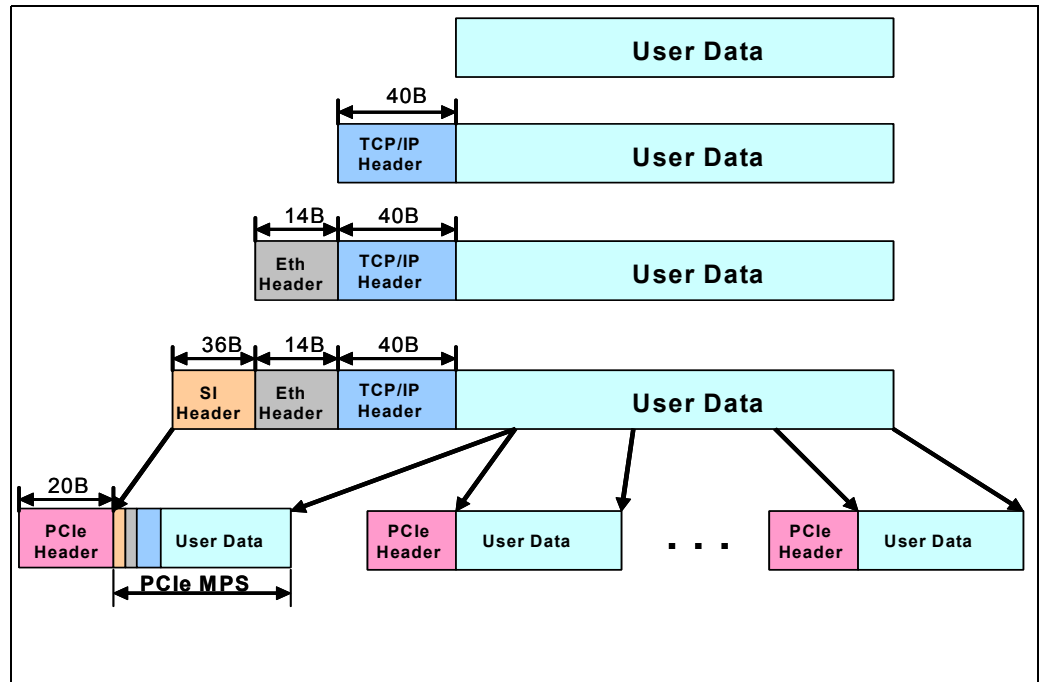 User Data
40B
TCP/IP
Header
User Data
14B
40B
Eth
Header
TCP/IP
Header
User Data
36B
14B
40B
SI
Header
Eth
Header
TCP/IP
Header
User Data
20B
PCIe
Header
User Data
PCIe MPS
PCIe
Header
User Data
. . .
PCIe
Header
User Data